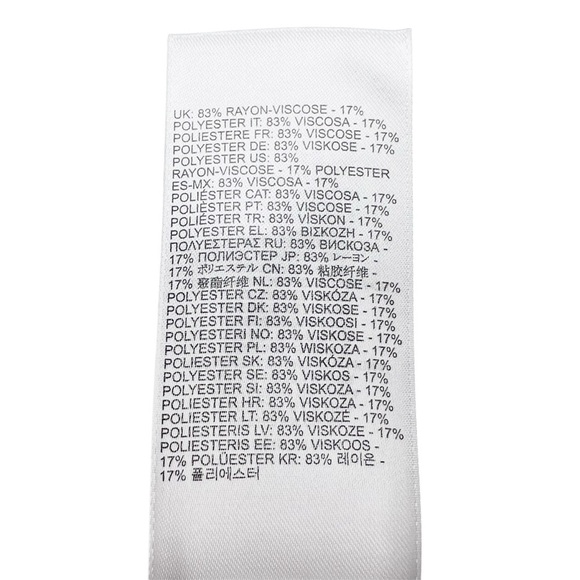 UK: 83% RAYON-VISCOSE - 17%
POLYESTER IT: 83% VISCOSA - 17%
POLIESTERE FR: 83% VISCOSE - 17%
POLYESTER DE: 83% VISKOSE - 17%
POLYESTER US: 83%
RAYON-VISCOSE - 17% POLYESTER
ES-MX: 83% VISCOSA - 17%
POLIÉSTER CAT: 83% VISCOSA - 17%
POLIÈSTER PT: 83% VISCOSE - 17%
POLIÉSTER TR: 83% VİSKON - 17%
POLYESTER EL: 83% ΒΙΣΚΟΖΗ - 17%
ΠΟΛΥΕΣΤΕΡΑΣ RU: 83% ВИСКОЗА -
17% ПОЛИЭСТЕР JP: 83% レーヨン -
17% ポリエステル CN: 83% 粘胶纤维 -
17% 聚酯纤维 NL: 83% VISCOSE - 17%
POLYESTER CZ: 83% VISKÓZA - 17%
POLYESTER DK: 83% VISKOSE - 17%
POLYESTER FI: 83% VISKOOSI - 17%
POLYESTERI NO: 83% VISKOSE - 17%
POLYESTER PL: 83% WISKOZA - 17%
POLIESTER SK: 83% VISKÓZA - 17%
POLYESTER SE: 83% VISKOS - 17%
POLYESTER SI: 83% VISKOZA - 17%
POLIESTER HR: 83% VISKOZA - 17%
POLIESTER LT: 83% VISKOZĖ - 17%
POLIESTERIS LV: 83% VISKOZE - 17%
POLIESTERIS EE: 83% VISKOOS -
17% POLÜESTER KR: 83% 레이온 -
17% 폴리에스터